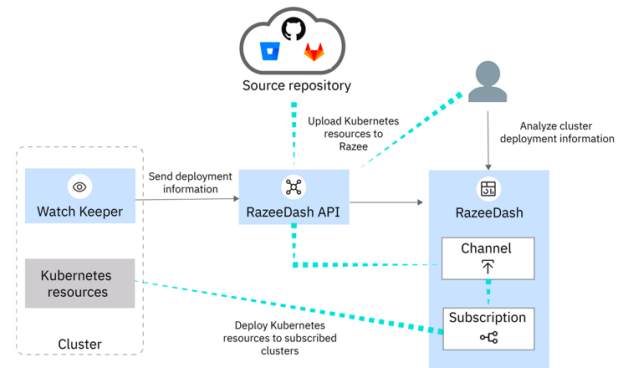 Source repository
Upload Kubernetes
resources to
Razee
Analyze cluster
deployment information
Send deployment
information
Watch Keeper
RazeeDash API
RazeeDash
Channel
Kubernetes
resources
Subscription
Deploy Kubernetes
resources to subscribed
clusters
Cluster